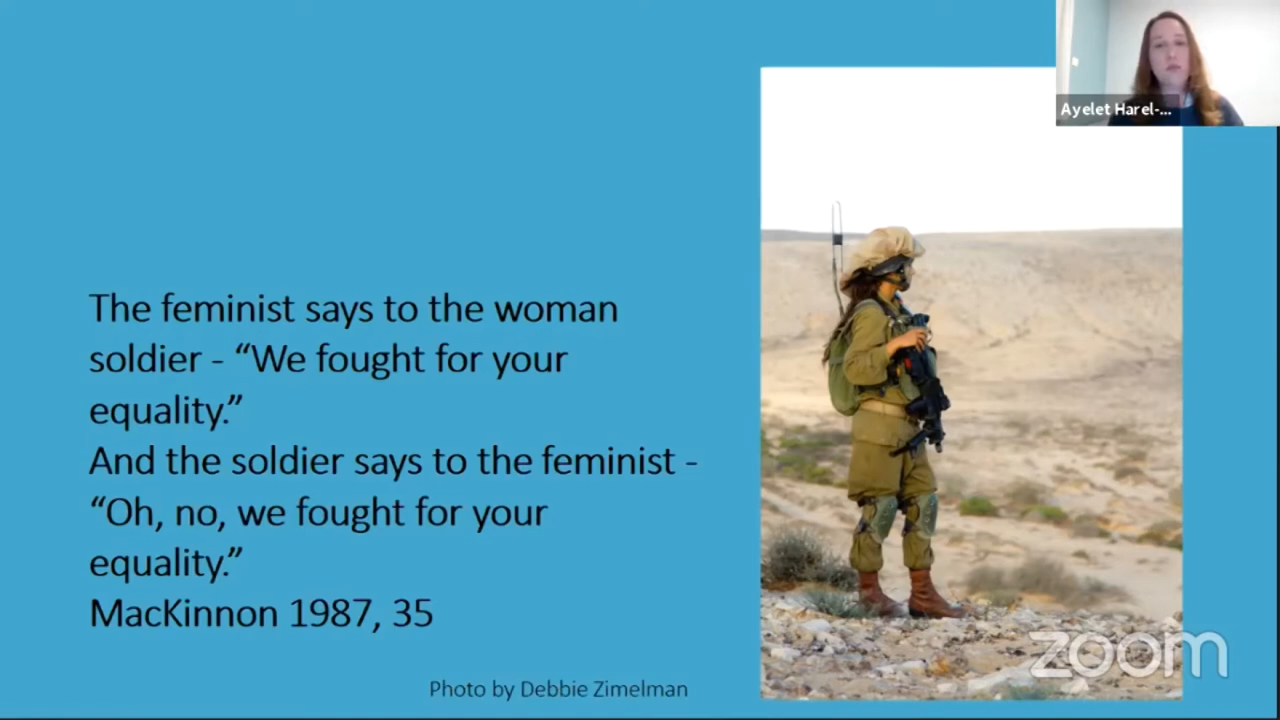 Ayelet Harel-...
The feminist says to the woman
soldier - “We fought for your
equality.”
And the soldier says to the feminist -
“Oh, no, we fought for your
equality.”
MacKinnon 1987, 35
Photo by Debbie Zimelman
zoom